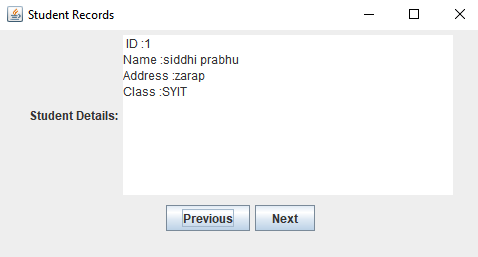 Student Records
ID :1
Name :siddhi prabhu
Address :zarap
Class :SYIT
Student Details:
Previous
Next